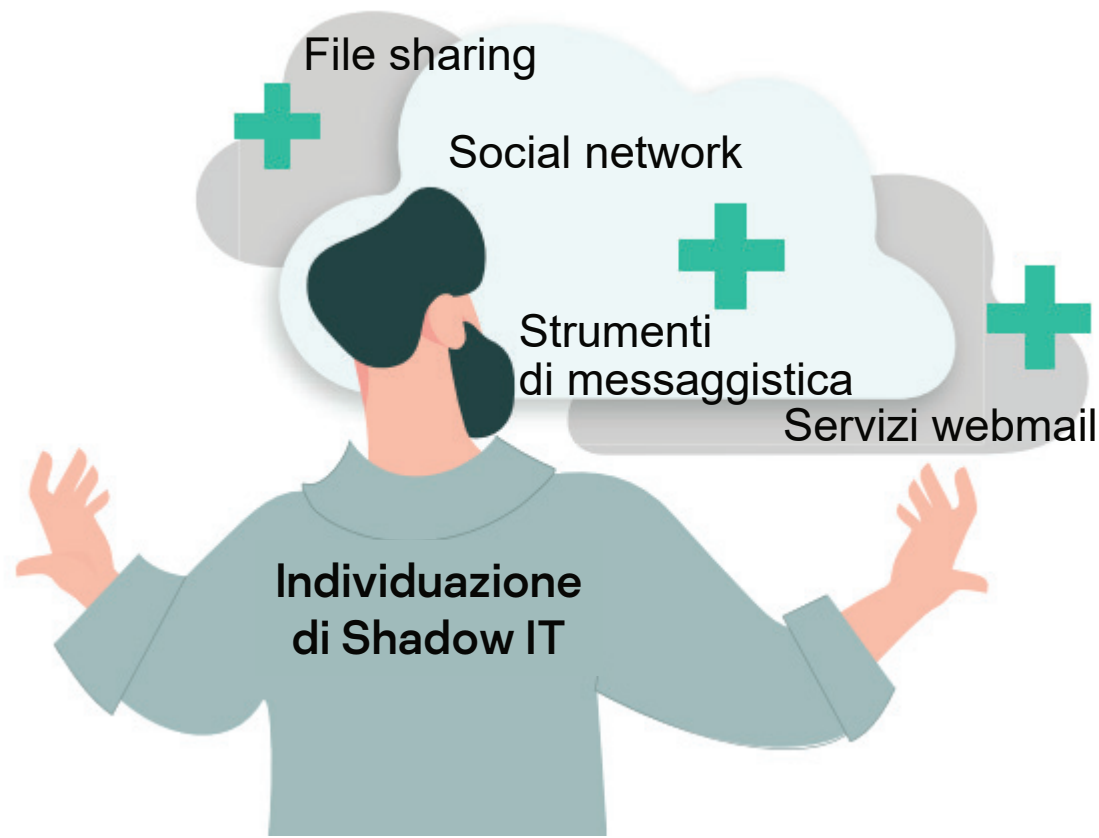 File sharing
Social network
Strumenti
di messaggistica
Servizi webmail
Individuazione
di Shadow IT